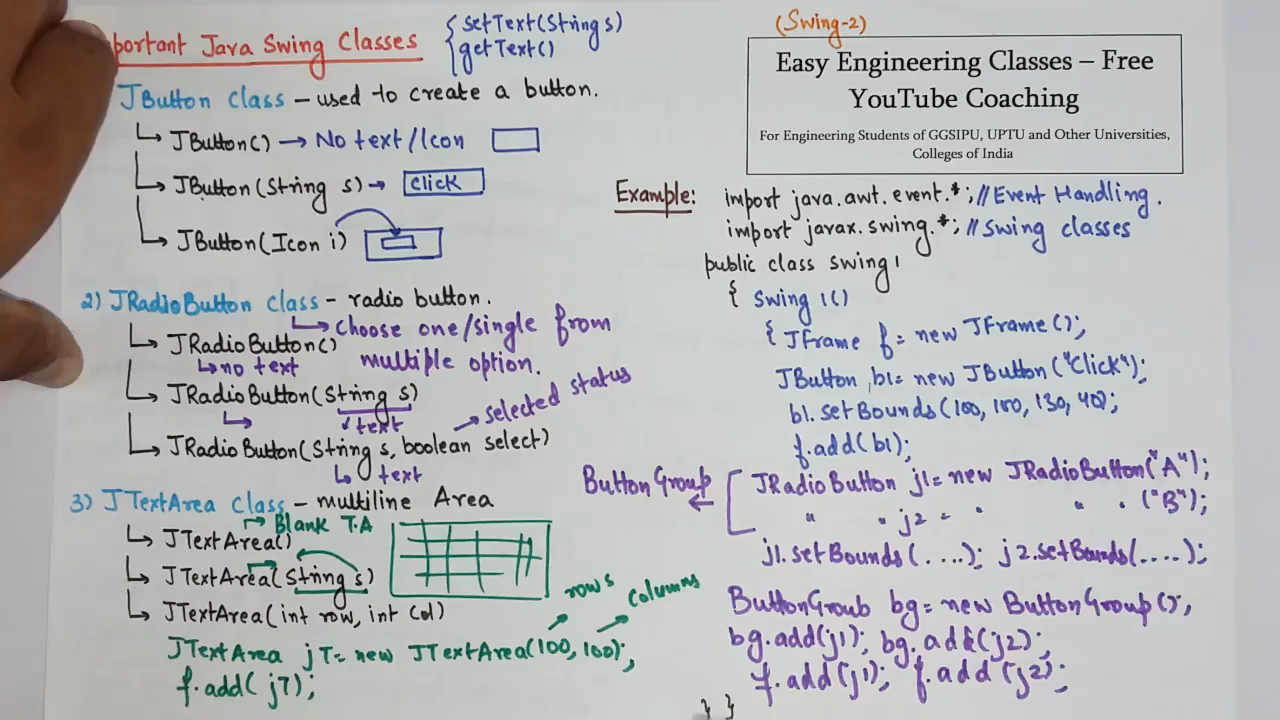 portant Java Swing Classes
{ setText(String s)
{ getText()
JButton Class – used to create a button.
↳ JButton() → No text/Icon
↳ JButton(String s) → Click
↳ JButton(Icon i)
2) JRadioButton Class – radio button.
↳ choose one/single from
multiple option.
↳ JRadioButton()
↳ no text
↳ JRadioButton(String s)
text
→ selected status
↳ JRadioButton(String s, boolean select)
↳ text
3) JTextArea Class – multiline Area
→ Blank T.A
↳ JTextArea()
↳ JTextArea(String s)
↳ JTextArea(int row, int Col)
rows columns
JTextArea jT= new JTextArea(100, 100);
f.add( jT);
(Swing-2)
Easy Engineering Classes – Free
YouTube Coaching
For Engineering Students of GGSIPU, UPTU and Other Universities,
Colleges of India
Example: import java.awt.event.*; // Event Handling.
import javax.swing.*; // Swing classes
public class swing1
{ Swing 1()
{ JFrame f= new JFrame();
JButton b1= new JButton("Click");
b1.setBounds(100, 100, 130, 40);
f.add(b1);
ButtonGroup ← [ JRadioButton j1= new JRadioButton("A");
" " j2 = " " " ("B");
j1.setBounds(.....); j2.setBounds(.....);
ButtonGroub bg= new ButtonGroup();
bg.add(j1); bg.add(j2);
f.add(j1); f.add(j2);
} }